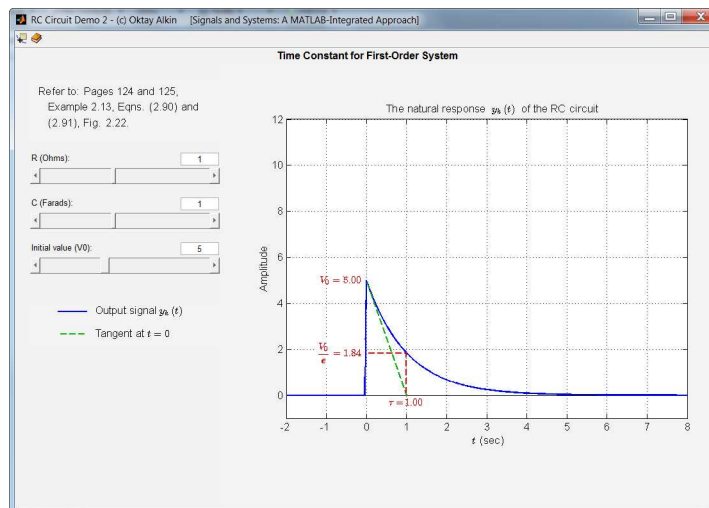 RC Circuit Demo 2 - (c) Oktay Alkin [Signals and Systems: A MATLAB-Integrated Approach]
Time Constant for First-Order System
Refer to: Pages 124 and 125,
Example 2.13, Eqns. (2.90) and
(2.91), Fig. 2.22.
R (Ohms): 1
C (Farads): 1
Initial value (V0): 5
Output signal yₕ (t)
Tangent at t = 0
The natural response yₕ (t) of the RC circuit
12
10
8
6
4
2
0
Amplitude
V₀ = 5.00
V₀/e = 1.84
τ = 1.00
-2 -1 0 1 2 3 4 5 6 7 8
t (sec)